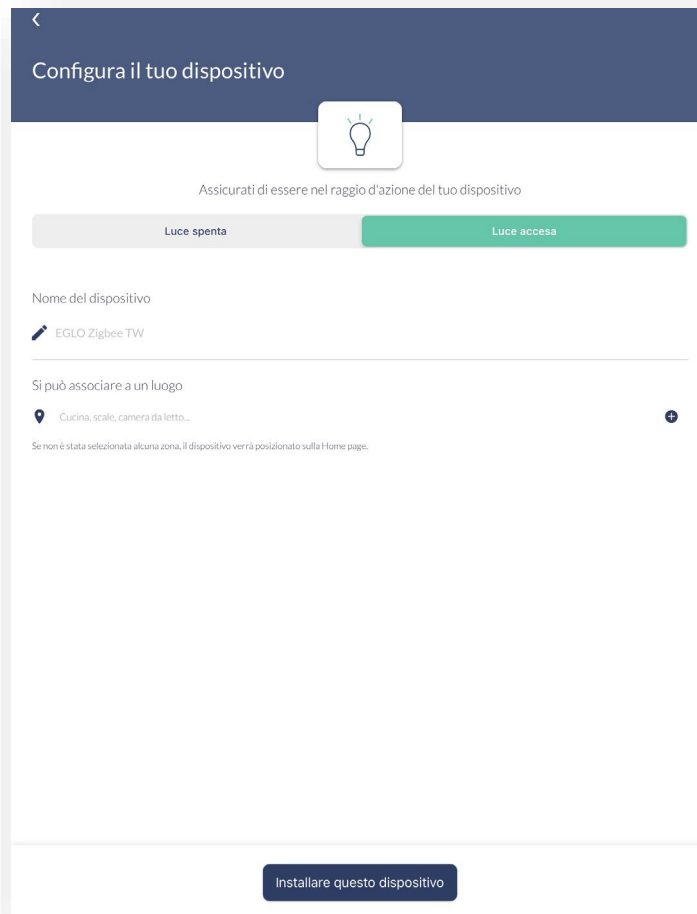 Configura il tuo dispositivo
Assicurati di essere nel raggio d'azione del tuo dispositivo
Luce spenta
Luce accesa
Nome del dispositivo
EGLO Zigbee TW
Si può associare a un luogo
Cucina, scale, camera da letto...
Se non è stata selezionata alcuna zona, il dispositivo verrà posizionato sulla Home page.
Installare questo dispositivo